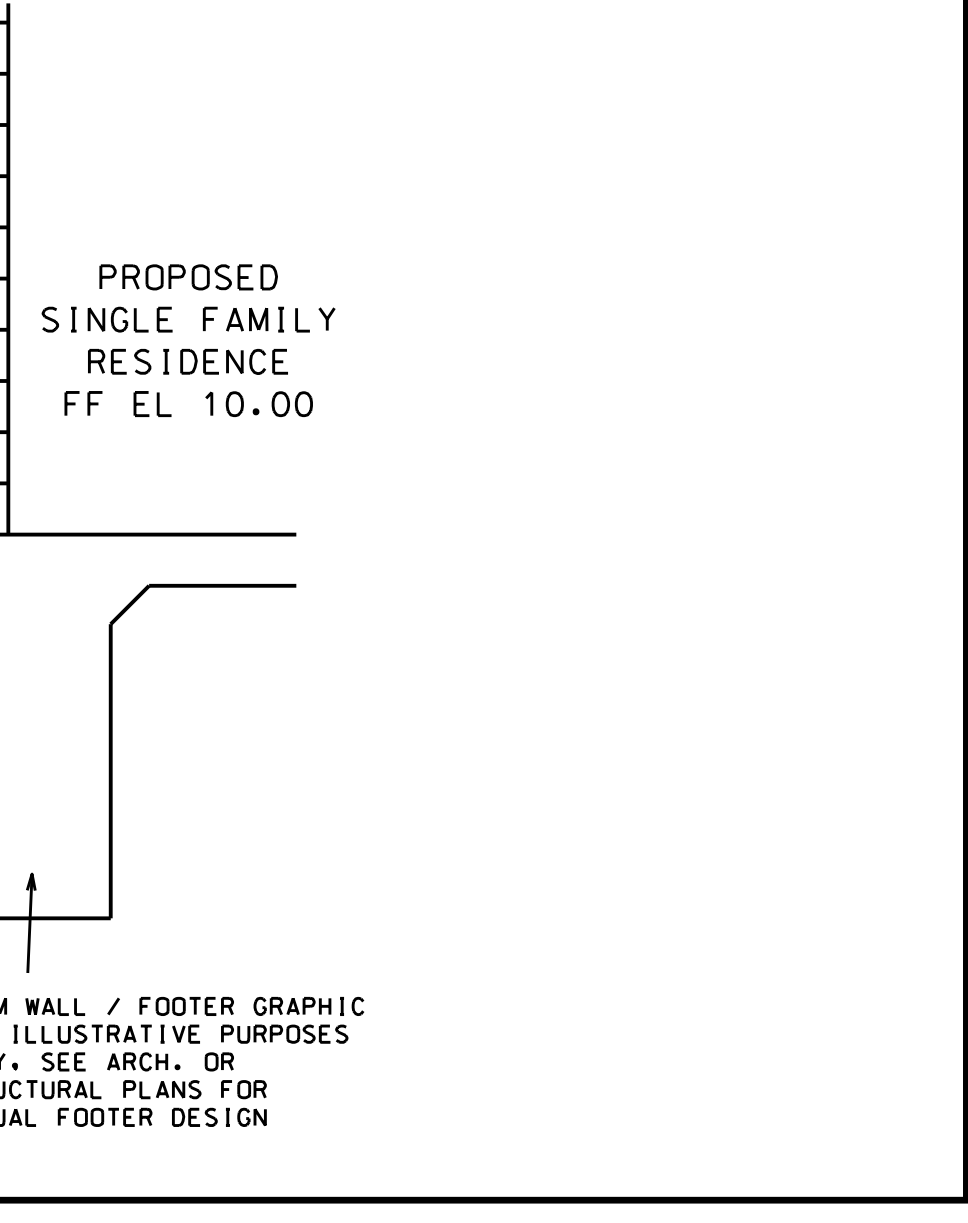 PROPOSED
SINGLE FAMILY
RESIDENCE
FF EL 10.00
WALL / FOOTER GRAPHIC
ILLUSTRATIVE PURPOSES
SEE ARCH. OR
PLANS FOR
FOOTER DESIGN